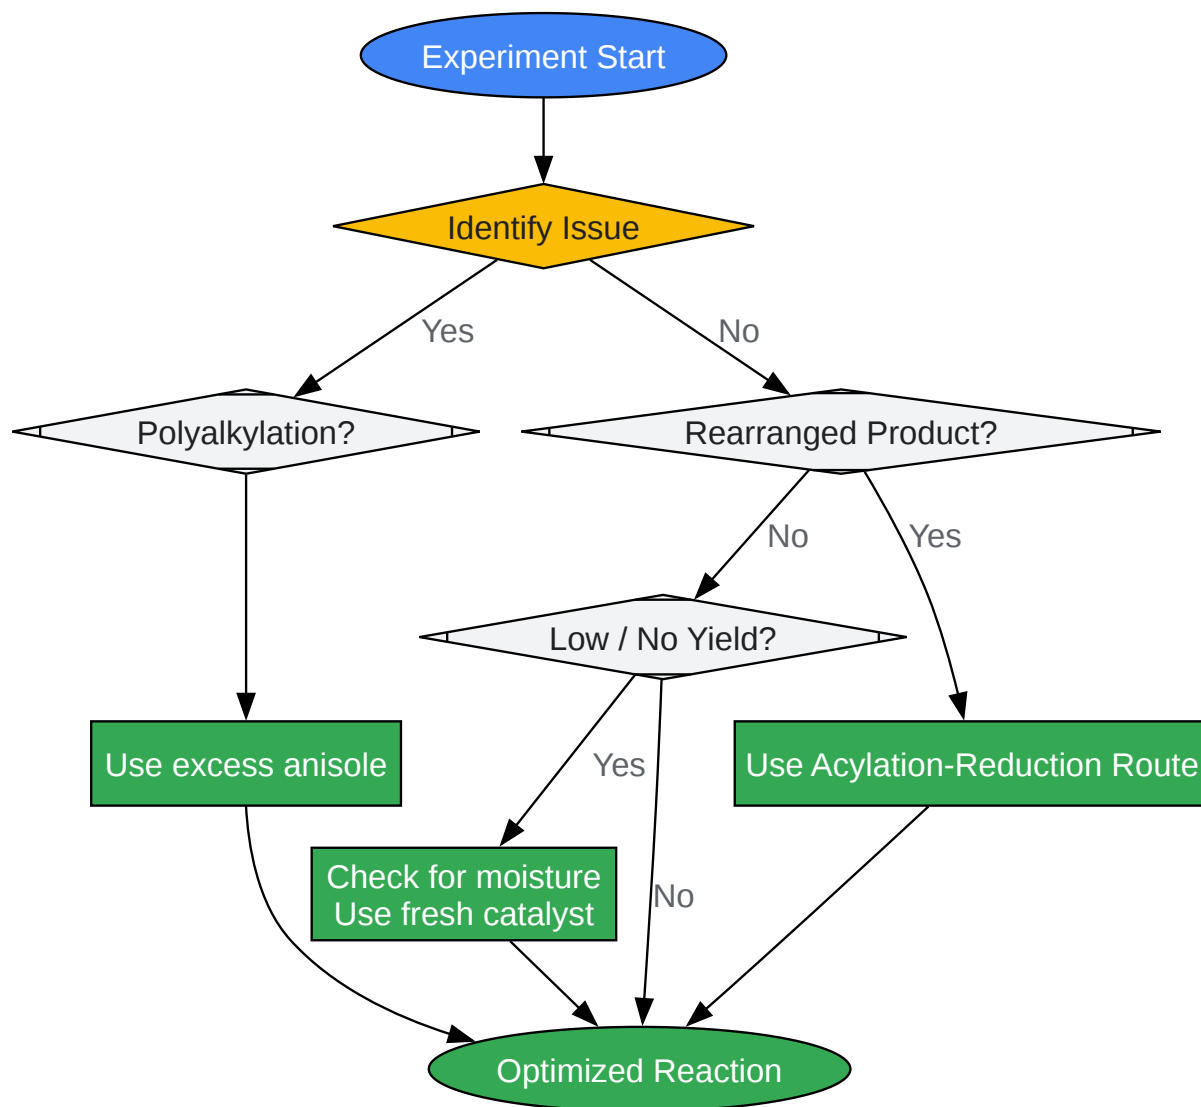 Experiment Start
Identify Issue
Yes
No
Polyalkylation?
Rearranged Product?
No
Yes
Low / No Yield?
Use excess anisole
Yes
Use Acylation-Reduction Route
Check for moisture
Use fresh catalyst
No
Optimized Reaction